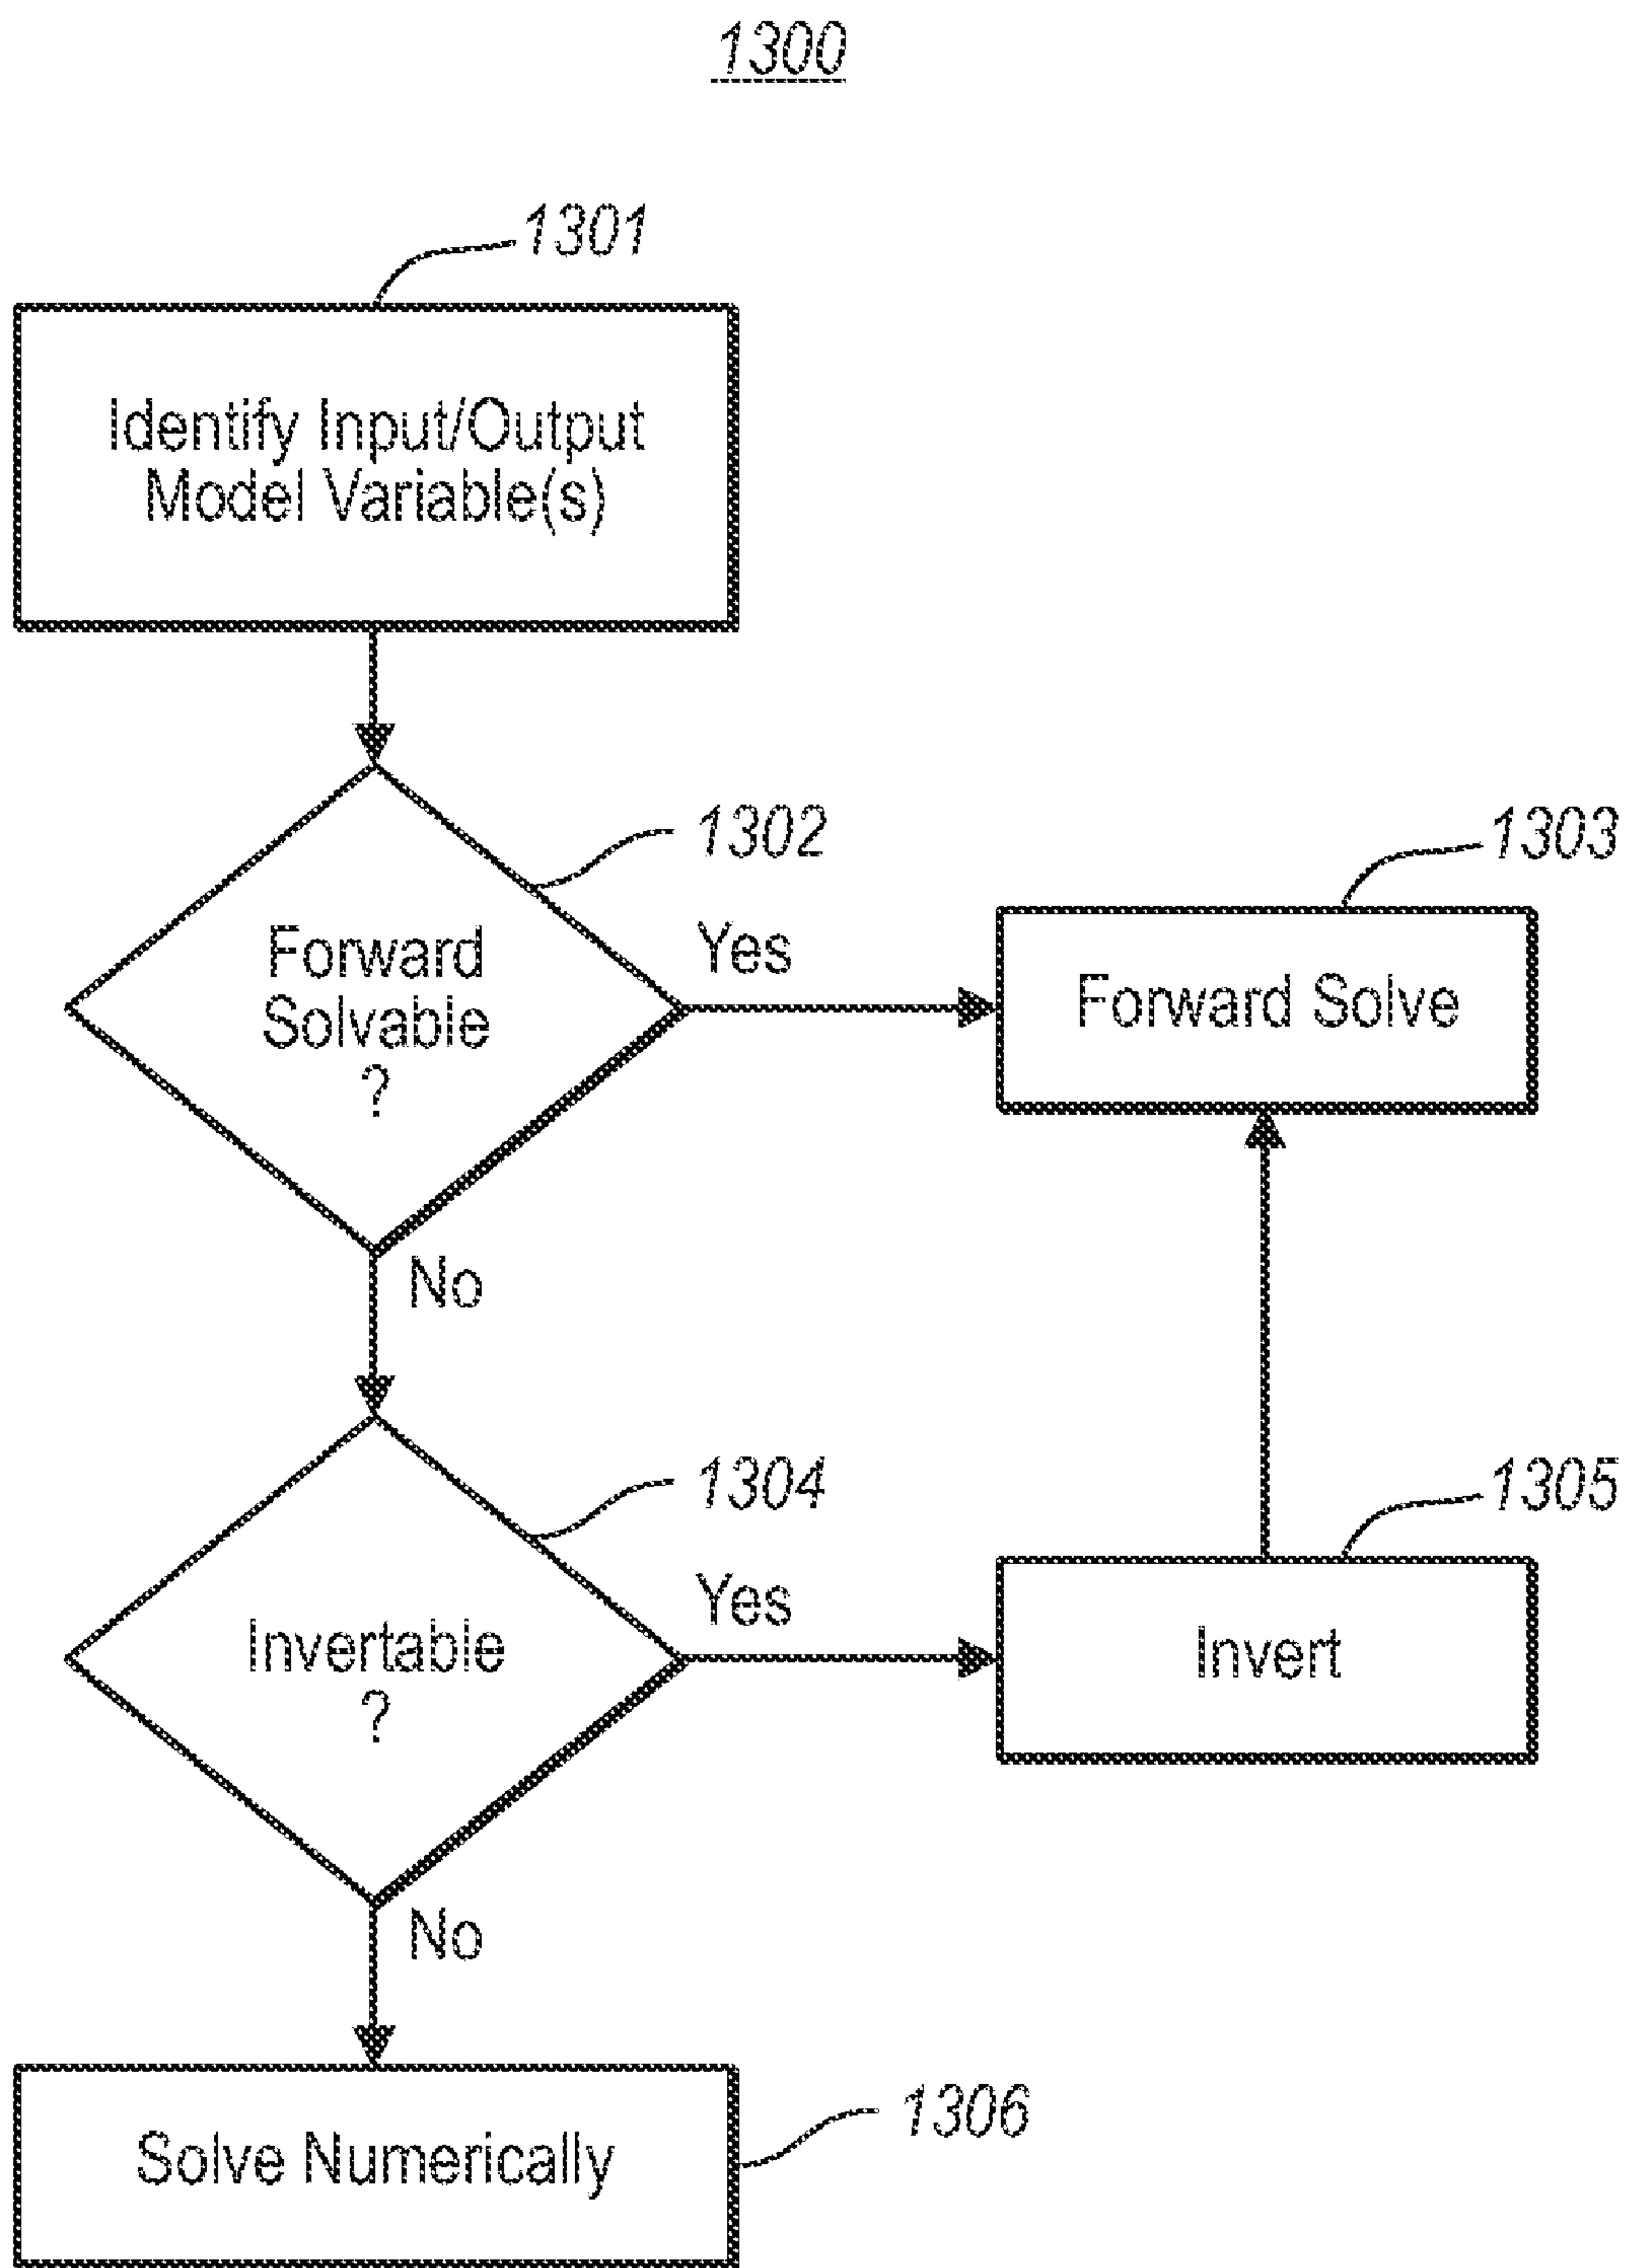 1300
1301
Identify Input/Output
Model Variable(s)
1302
1303
Forward
Solvable
?
Yes
Forward Solve
No
1304
1305
Invertable
?
Yes
Invert
No
1306
Solve Numerically